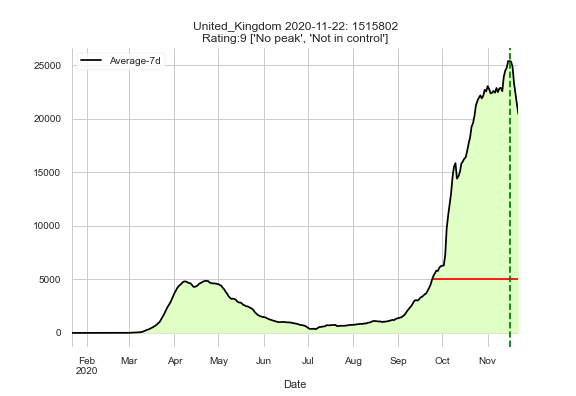 United_Kingdom 2020-11-22: 1515802
Rating:9 ['No peak', 'Not in control']
Average-7d
25000
20000
15000
10000
5000
0
Feb Mar Apr May Jun Jul Aug Sep Oct Nov
2020
Date